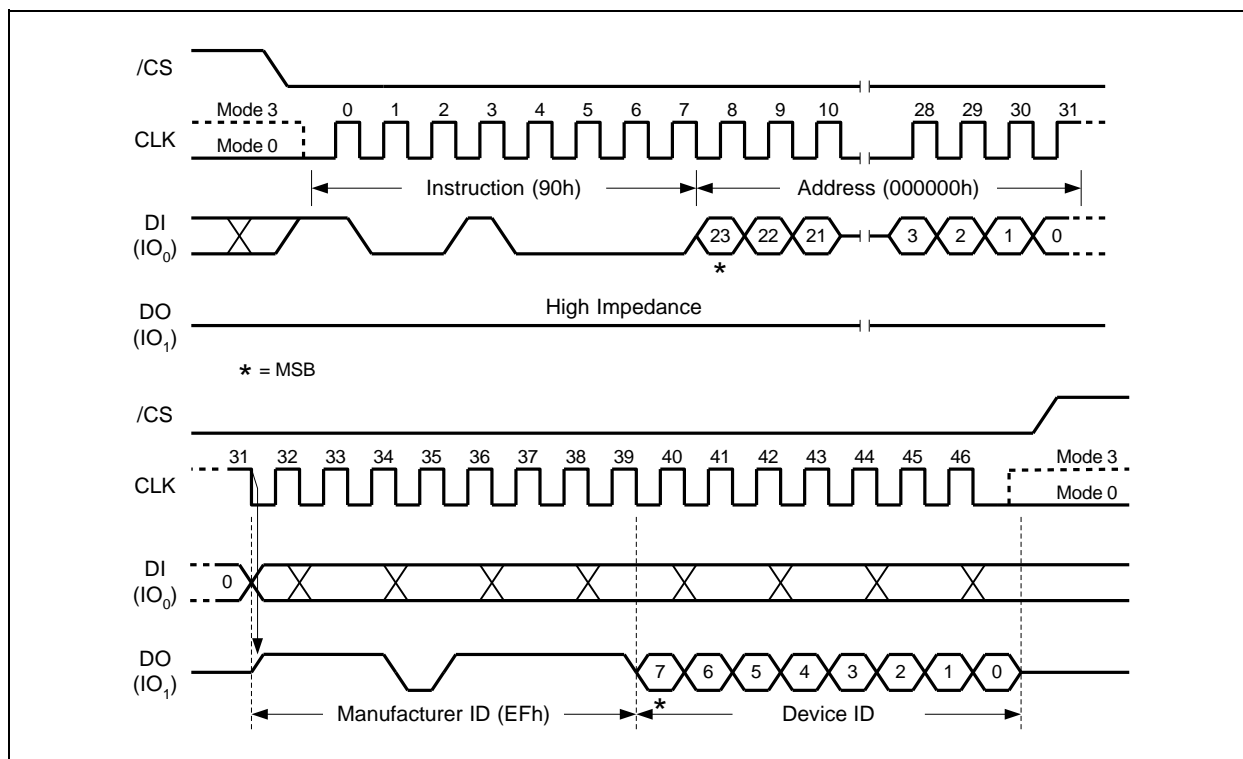 /CS
Mode 3 0 1 2 3 4 5 6 7 8 9 10 28 29 30 31
CLK
Mode 0
Instruction (90h) Address (000000h)
DI
(IO0) 23 22 21 3 2 1 0
*
High Impedance
DO
(IO1)
* = MSB
/CS
31 32 33 34 35 36 37 38 39 40 41 42 43 44 45 46 Mode 3
CLK
Mode 0
DI
(IO0) 0
DO
(IO1) 7 6 5 4 3 2 1 0
*
Manufacturer ID (EFh) Device ID